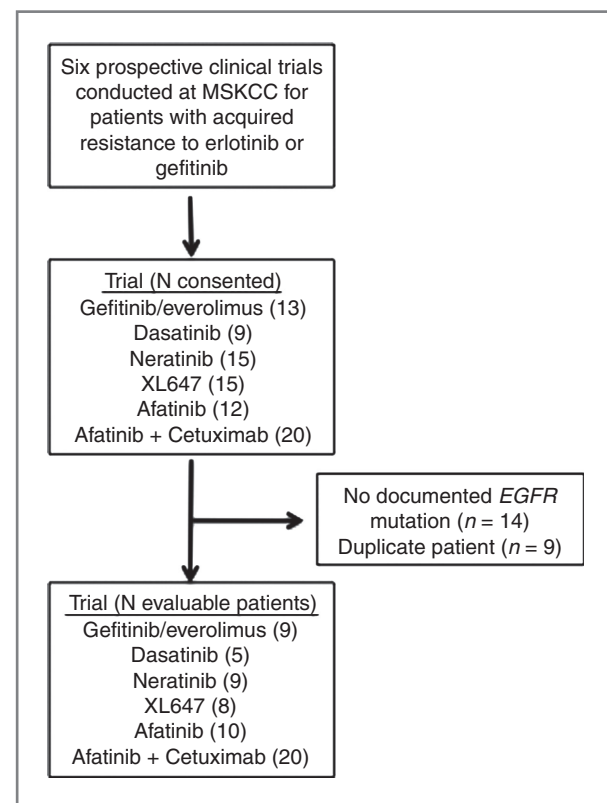 Six prospective clinical trials
conducted at MSKCC for
patients with acquired
resistance to erlotinib or
gefitinib
Trial (N consented)
Gefitinib/everolimus (13)
Dasatinib (9)
Neratinib (15)
XL647 (15)
Afatinib (12)
Afatinib + Cetuximab (20)
No documented EGFR
mutation (n = 14)
Duplicate patient (n = 9)
Trial (N evaluable patients)
Gefitinib/everolimus (9)
Dasatinib (5)
Neratinib (9)
XL647 (8)
Afatinib (10)
Afatinib + Cetuximab (20)